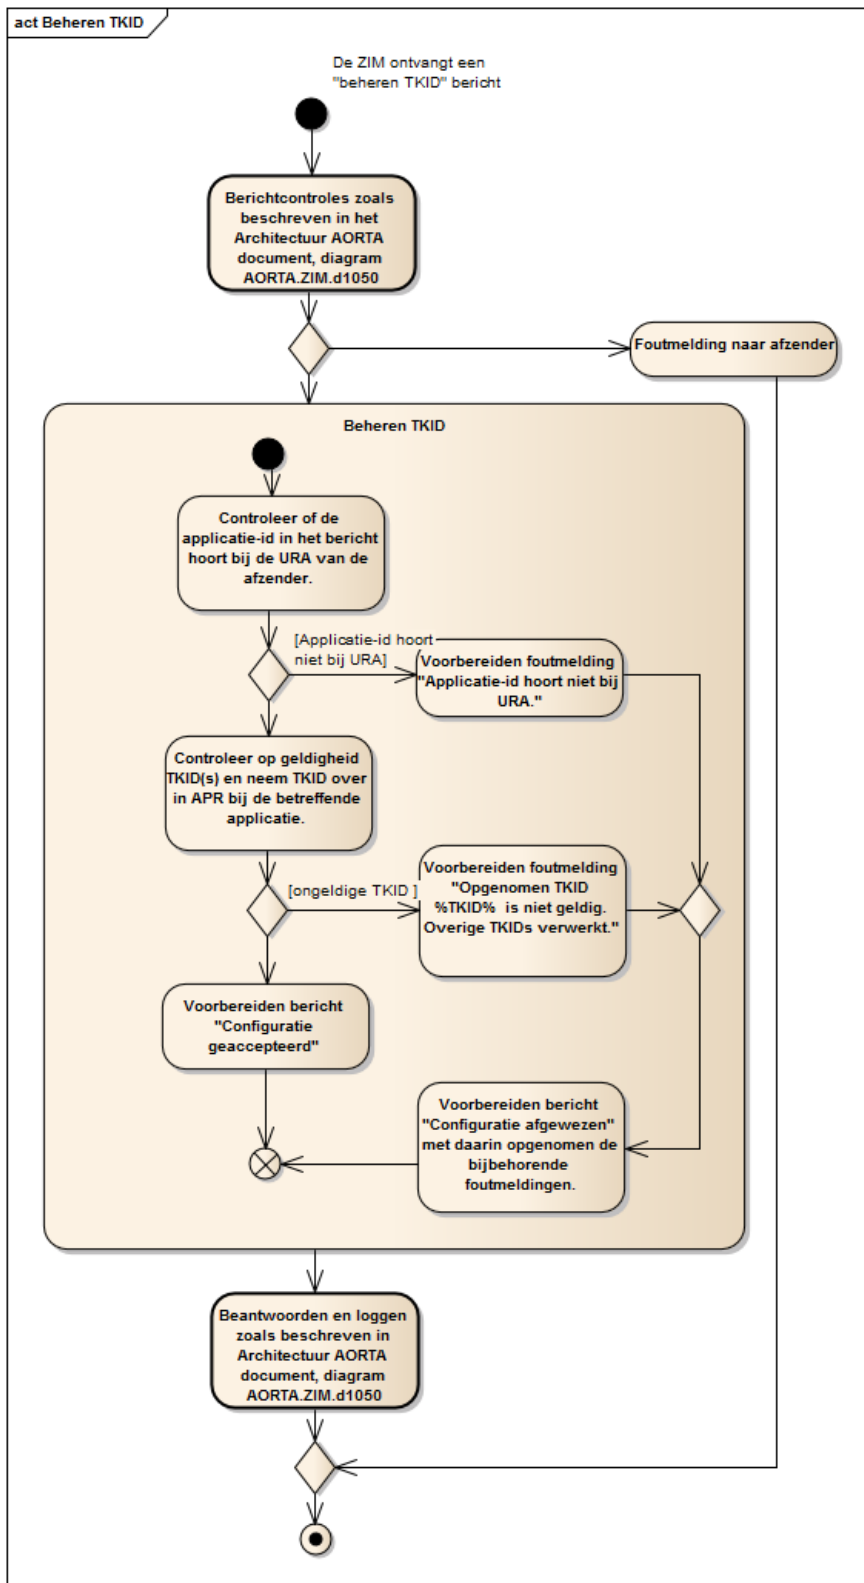 act Beheren TKID
De ZIM ontvangt een
"beheren TKID" bericht
Berichtcontroles zoals
beschreven in het
Architectuur AORTA
document, diagram
AORTA.ZIM.d1050
Foutmelding naar afzender
Beheren TKID
Controleer of de
applicatie-id in het bericht
hoort bij de URA van de
afzender.
[Applicatie-id hoort
niet bij URA]
Voorbereiden foutmelding
"Applicatie-id hoort niet bij
URA."
Controleer op geldigheid
TKID(s) en neem TKID over
in APR bij de betreffende
applicatie.
[ongeldige TKID ]
Voorbereiden foutmelding
"Opgenomen TKID
%TKID%  is niet geldig.
Overige TKIDs verwerkt."
Voorbereiden bericht
"Configuratie
geaccepteerd"
Voorbereiden bericht
"Configuratie afgewezen"
met daarin opgenomen de
bijbehorende
foutmeldingen.
Beantwoorden en loggen
zoals beschreven in
Architectuur AORTA
document, diagram
AORTA.ZIM.d1050